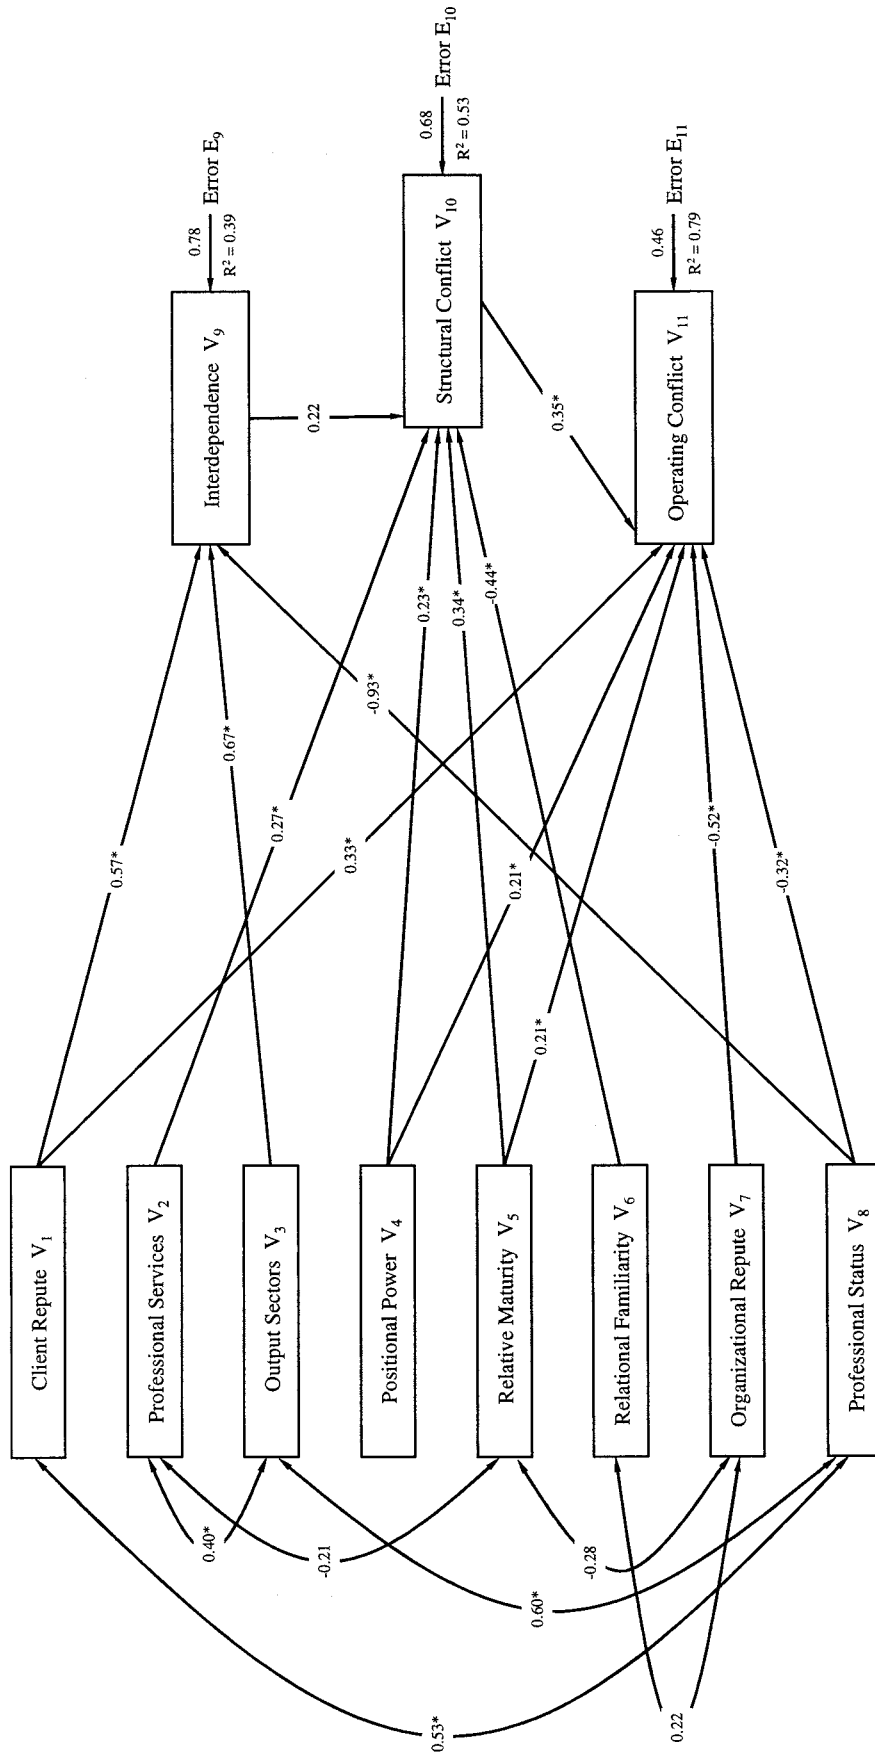 Client Repute V1
Professional Services V2
Output Sectors V3
Positional Power V4
Relative Maturity V5
Relational Familiarity V6
Organizational Repute V7
Professional Status V8
0.53*
0.40*
-0.21
0.60*
-0.28
0.22
0.57*
0.33*
0.27*
0.67*
0.23*
0.21*
0.34*
0.21*
-0.44*
-0.52*
-0.93*
-0.32*
Interdependence V9
0.78
R2 = 0.39
Error E9
0.22
Structural Conflict V10
0.68
R2 = 0.53
Error E10
0.35*
Operating Conflict V11
0.46
R2 = 0.79
Error E11